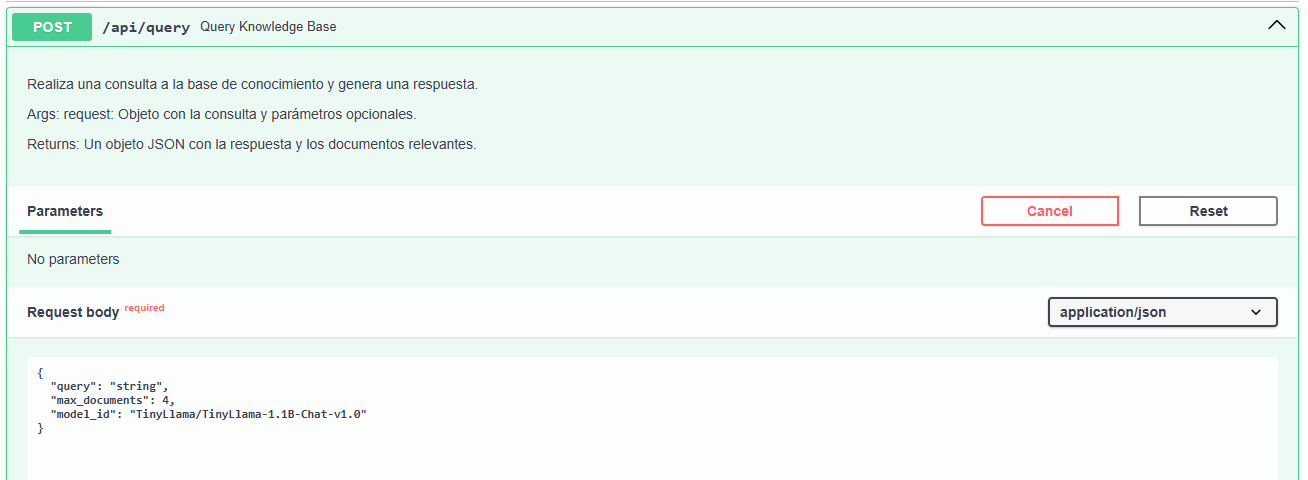 POST /api/query Query Knowledge Base
Realiza una consulta a la base de conocimiento y genera una respuesta.
Args: request: Objeto con la consulta y parámetros opcionales.
Returns: Un objeto JSON con la respuesta y los documentos relevantes.
Parameters Cancel Reset
No parameters
Request body required application/json
{
  "query": "string",
  "max_documents": 4,
  "model_id": "TinyLlama/TinyLlama-1.1B-Chat-v1.0"
}